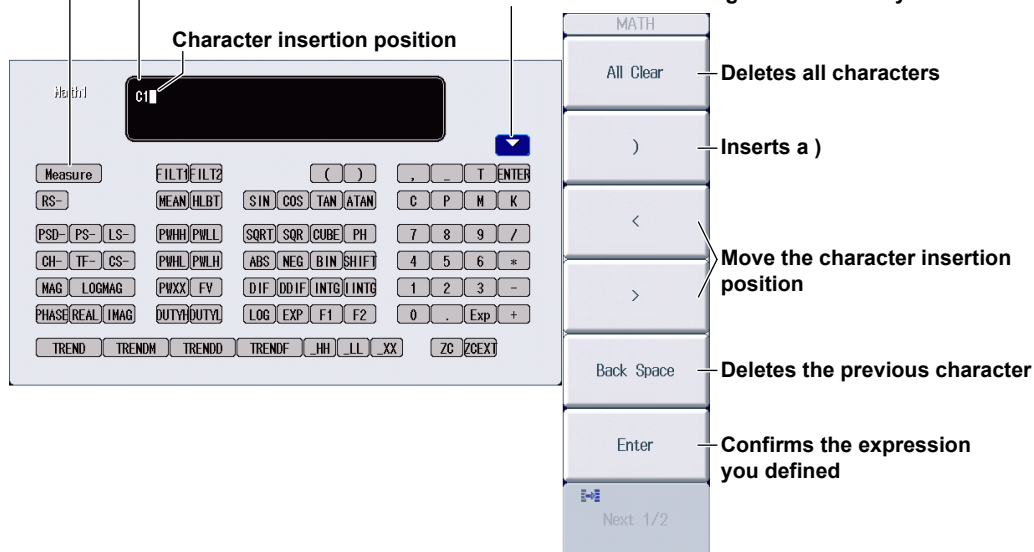 MATH
Character insertion position
All Clear
Deletes all characters
Math1
C1
)
Inserts a )
Measure FILT1 FILT2 ( ) , _ T ENTER
RS- MEAN HLBT SIN COS TAN ATAN C P M K
<
PSD- PS- LS- PWHH PWLL SQRT SQR CUBE PH 7 8 9 /
CH- TF- CS- PWHL PWLH ABS NEG BIN SHIFT 4 5 6 *
Move the character insertion
position
>
MAG LOGMAG PWXX FV DIF DDIF INTG IINTG 1 2 3 -
PHASE REAL IMAG DUTYH DUTYL LOG EXP F1 F2 0 . Exp +
TREND TRENDM TRENDD TRENDF _HH _LL _XX ZC ZCEXT
Back Space
Deletes the previous character
Enter
Confirms the expression
you defined
Next 1/2